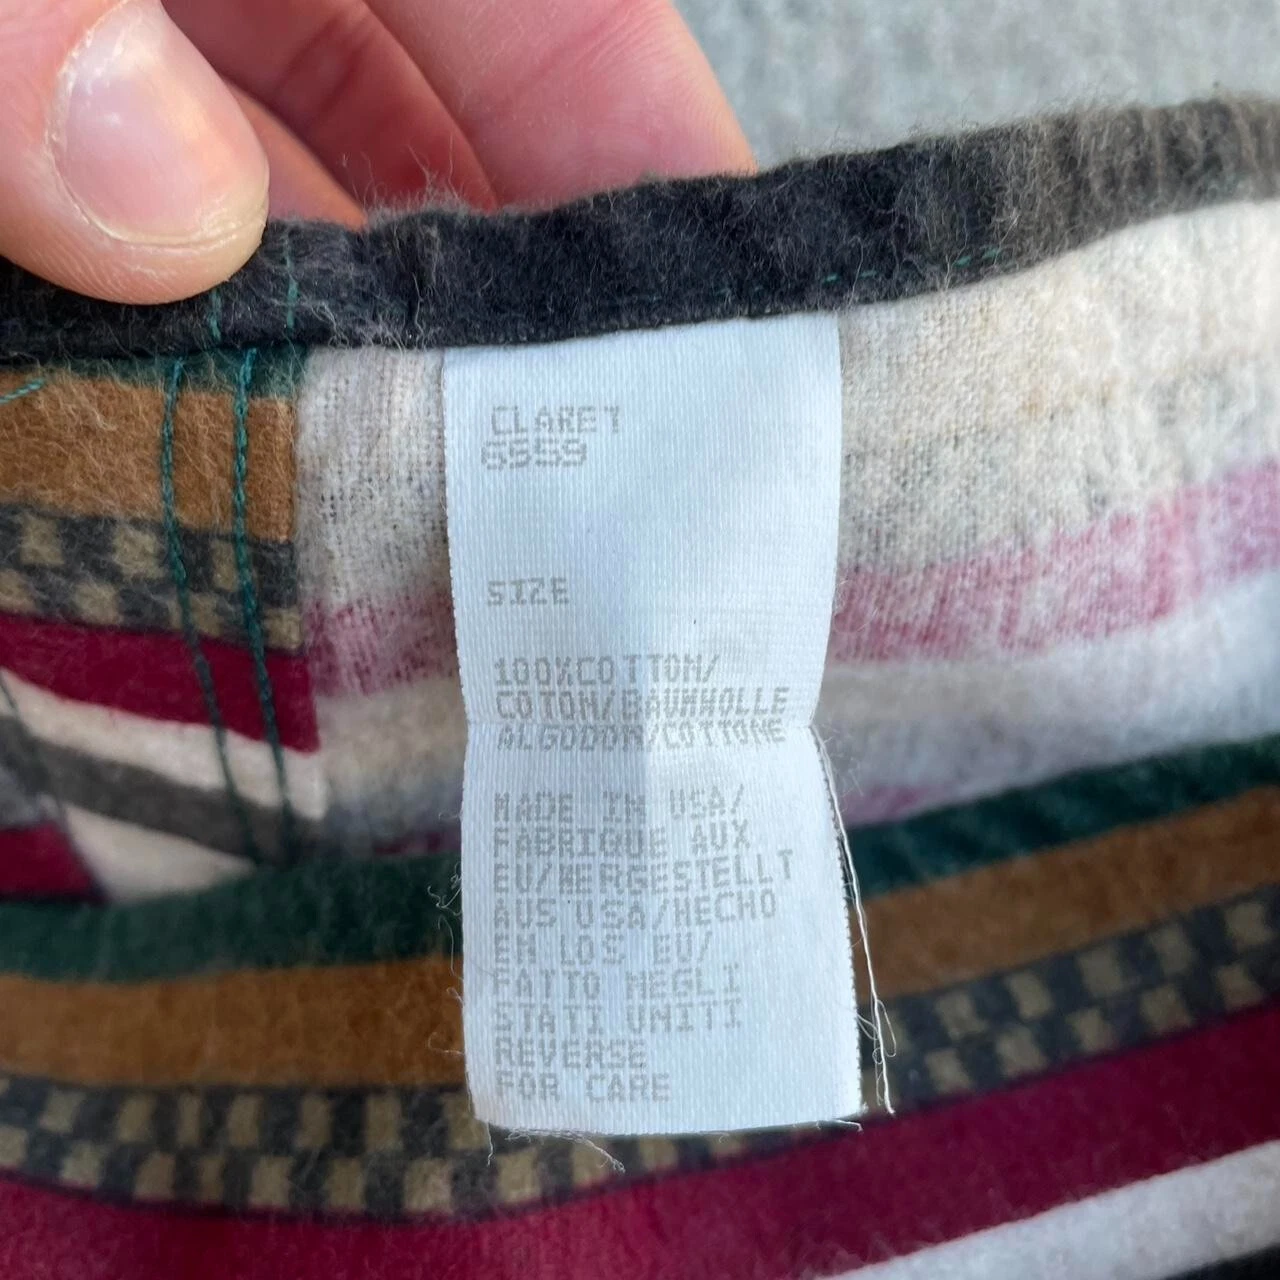 CLARET
6559
SIZE
100%COTTON/
COTON/BAUMWOLLE
ALGODON/COTTONE
MADE IN USA/
FABRIQUE AUX
EU/HERGESTELLT
AUS USA/HECHO
EN LOS EU/
FATTO NEGLI
STATI UNITI
REVERSE
FOR CARE